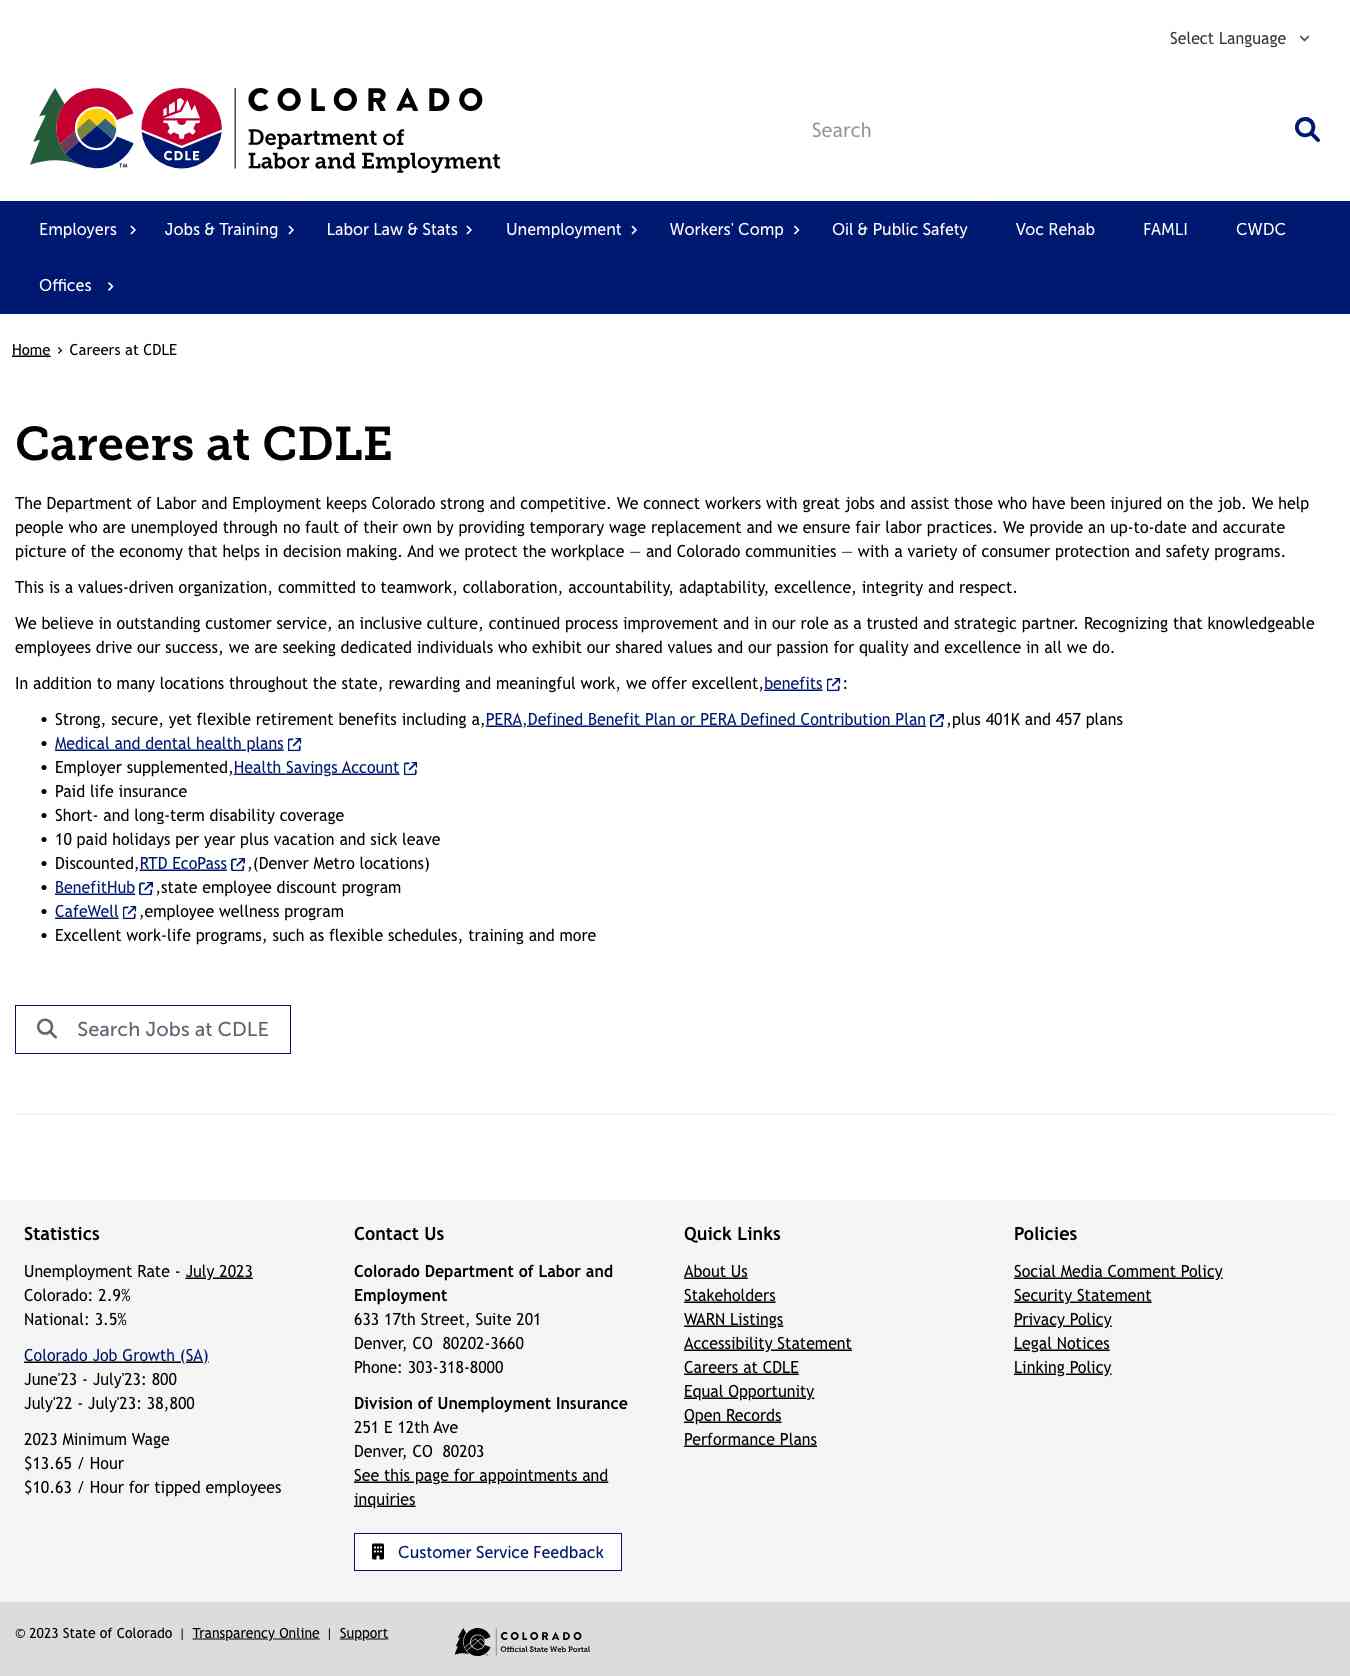 Select Language
COLORADO
Department of
Labor and Employment
CDLE
TM
Search
Employers
Jobs & Training
Labor Law & Stats
Unemployment
Workers' Comp
Oil & Public Safety
Voc Rehab
FAMLI
CWDC
Offices
Home › Careers at CDLE
Careers at CDLE
The Department of Labor and Employment keeps Colorado strong and competitive. We connect workers with great jobs and assist those who have been injured on the job. We help
people who are unemployed through no fault of their own by providing temporary wage replacement and we ensure fair labor practices. We provide an up-to-date and accurate
picture of the economy that helps in decision making. And we protect the workplace — and Colorado communities — with a variety of consumer protection and safety programs.
This is a values-driven organization, committed to teamwork, collaboration, accountability, adaptability, excellence, integrity and respect.
We believe in outstanding customer service, an inclusive culture, continued process improvement and in our role as a trusted and strategic partner. Recognizing that knowledgeable
employees drive our success, we are seeking dedicated individuals who exhibit our shared values and our passion for quality and excellence in all we do.
In addition to many locations throughout the state, rewarding and meaningful work, we offer excellent,benefits :
• Strong, secure, yet flexible retirement benefits including a,PERA,Defined Benefit Plan or PERA Defined Contribution Plan ,plus 401K and 457 plans
• Medical and dental health plans
• Employer supplemented,Health Savings Account
• Paid life insurance
• Short- and long-term disability coverage
• 10 paid holidays per year plus vacation and sick leave
• Discounted,RTD EcoPass ,(Denver Metro locations)
• BenefitHub ,state employee discount program
• CafeWell ,employee wellness program
• Excellent work-life programs, such as flexible schedules, training and more
Search Jobs at CDLE
Statistics
Unemployment Rate - July 2023
Colorado: 2.9%
National: 3.5%
Colorado Job Growth (SA)
June'23 - July'23: 800
July'22 - July'23: 38,800
2023 Minimum Wage
$13.65 / Hour
$10.63 / Hour for tipped employees
Contact Us
Colorado Department of Labor and
Employment
633 17th Street, Suite 201
Denver, CO 80202-3660
Phone: 303-318-8000
Division of Unemployment Insurance
251 E 12th Ave
Denver, CO 80203
See this page for appointments and
inquiries
Customer Service Feedback
Quick Links
About Us
Stakeholders
WARN Listings
Accessibility Statement
Careers at CDLE
Equal Opportunity
Open Records
Performance Plans
Policies
Social Media Comment Policy
Security Statement
Privacy Policy
Legal Notices
Linking Policy
© 2023 State of Colorado | Transparency Online | Support
COLORADO
Official State Web Portal